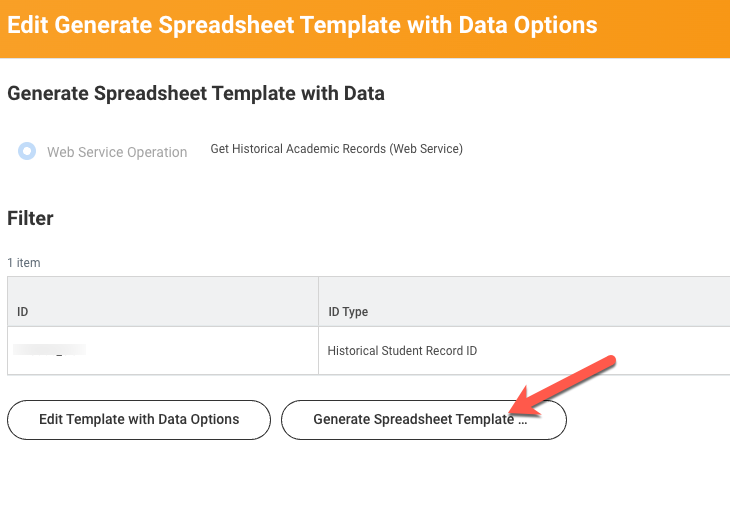 Edit Generate Spreadsheet Template with Data Options
Generate Spreadsheet Template with Data
Web Service Operation Get Historical Academic Records (Web Service)
Filter
1 item
ID ID Type
Historical Student Record ID
Edit Template with Data Options Generate Spreadsheet Template ...